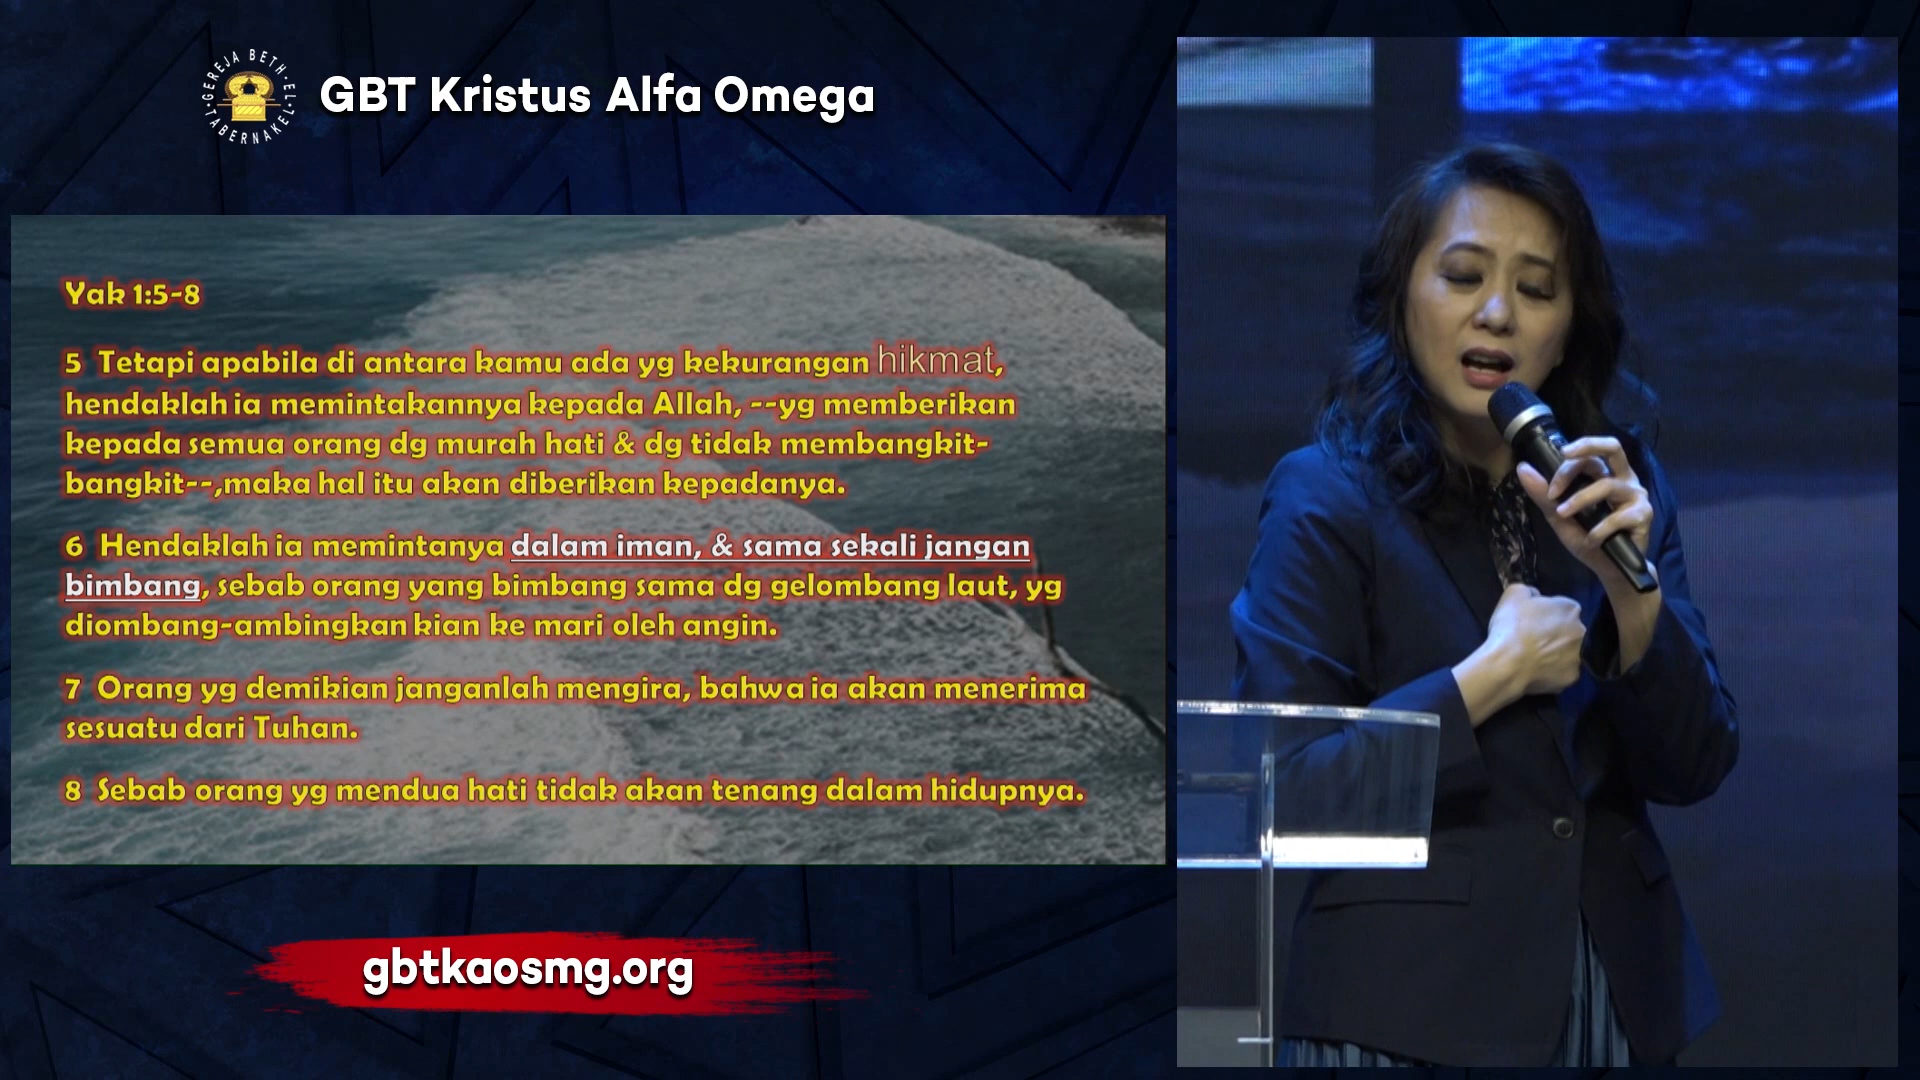 GEREJA BETH-EL
TABERNAKEL
GBT Kristus Alfa Omega
Yak 1:5-8
5 Tetapi apabila di antara kamu ada yg kekurangan hikmat,
hendaklah ia memintakannya kepada Allah, --yg memberikan
kepada semua orang dg murah hati & dg tidak membangkit-
bangkit--,maka hal itu akan diberikan kepadanya.
6 Hendaklah ia memintanya dalam iman, & sama sekali jangan
bimbang, sebab orang yang bimbang sama dg gelombang laut, yg
diombang-ambingkan kian ke mari oleh angin.
7 Orang yg demikian janganlah mengira, bahwa ia akan menerima
sesuatu dari Tuhan.
8 Sebab orang yg mendua hati tidak akan tenang dalam hidupnya.
gbtkaosmg.org